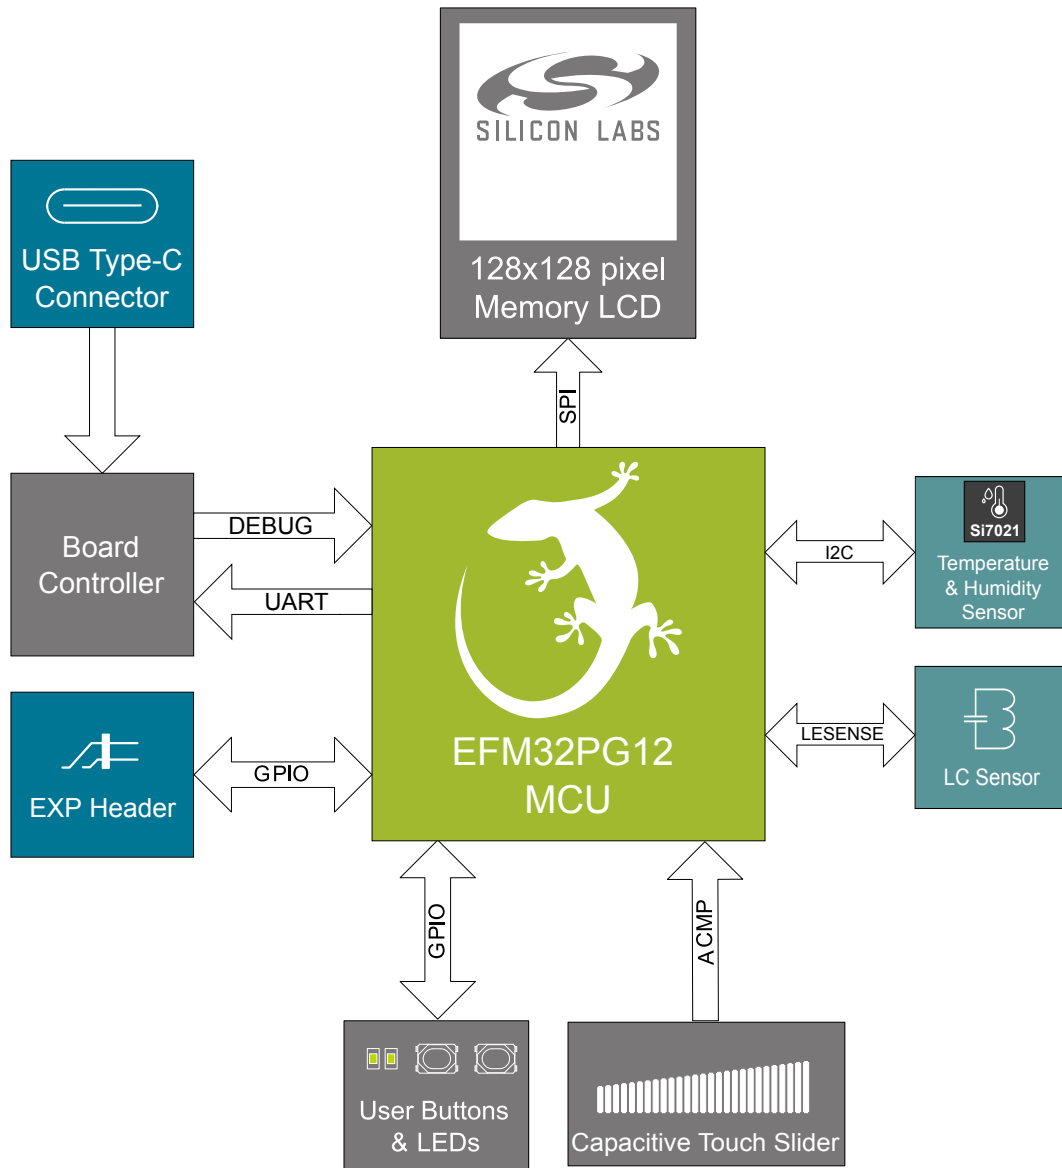 SILICON LABS
128x128 pixel
Memory LCD
USB Type-C
Connector
SPI
Board
Controller
DEBUG
UART
EFM32PG12
MCU
I2C
Si7021
Temperature
& Humidity
Sensor
LESENSE
LC Sensor
GPIO
EXP Header
GPIO
ACMP
User Buttons
& LEDs
Capacitive Touch Slider